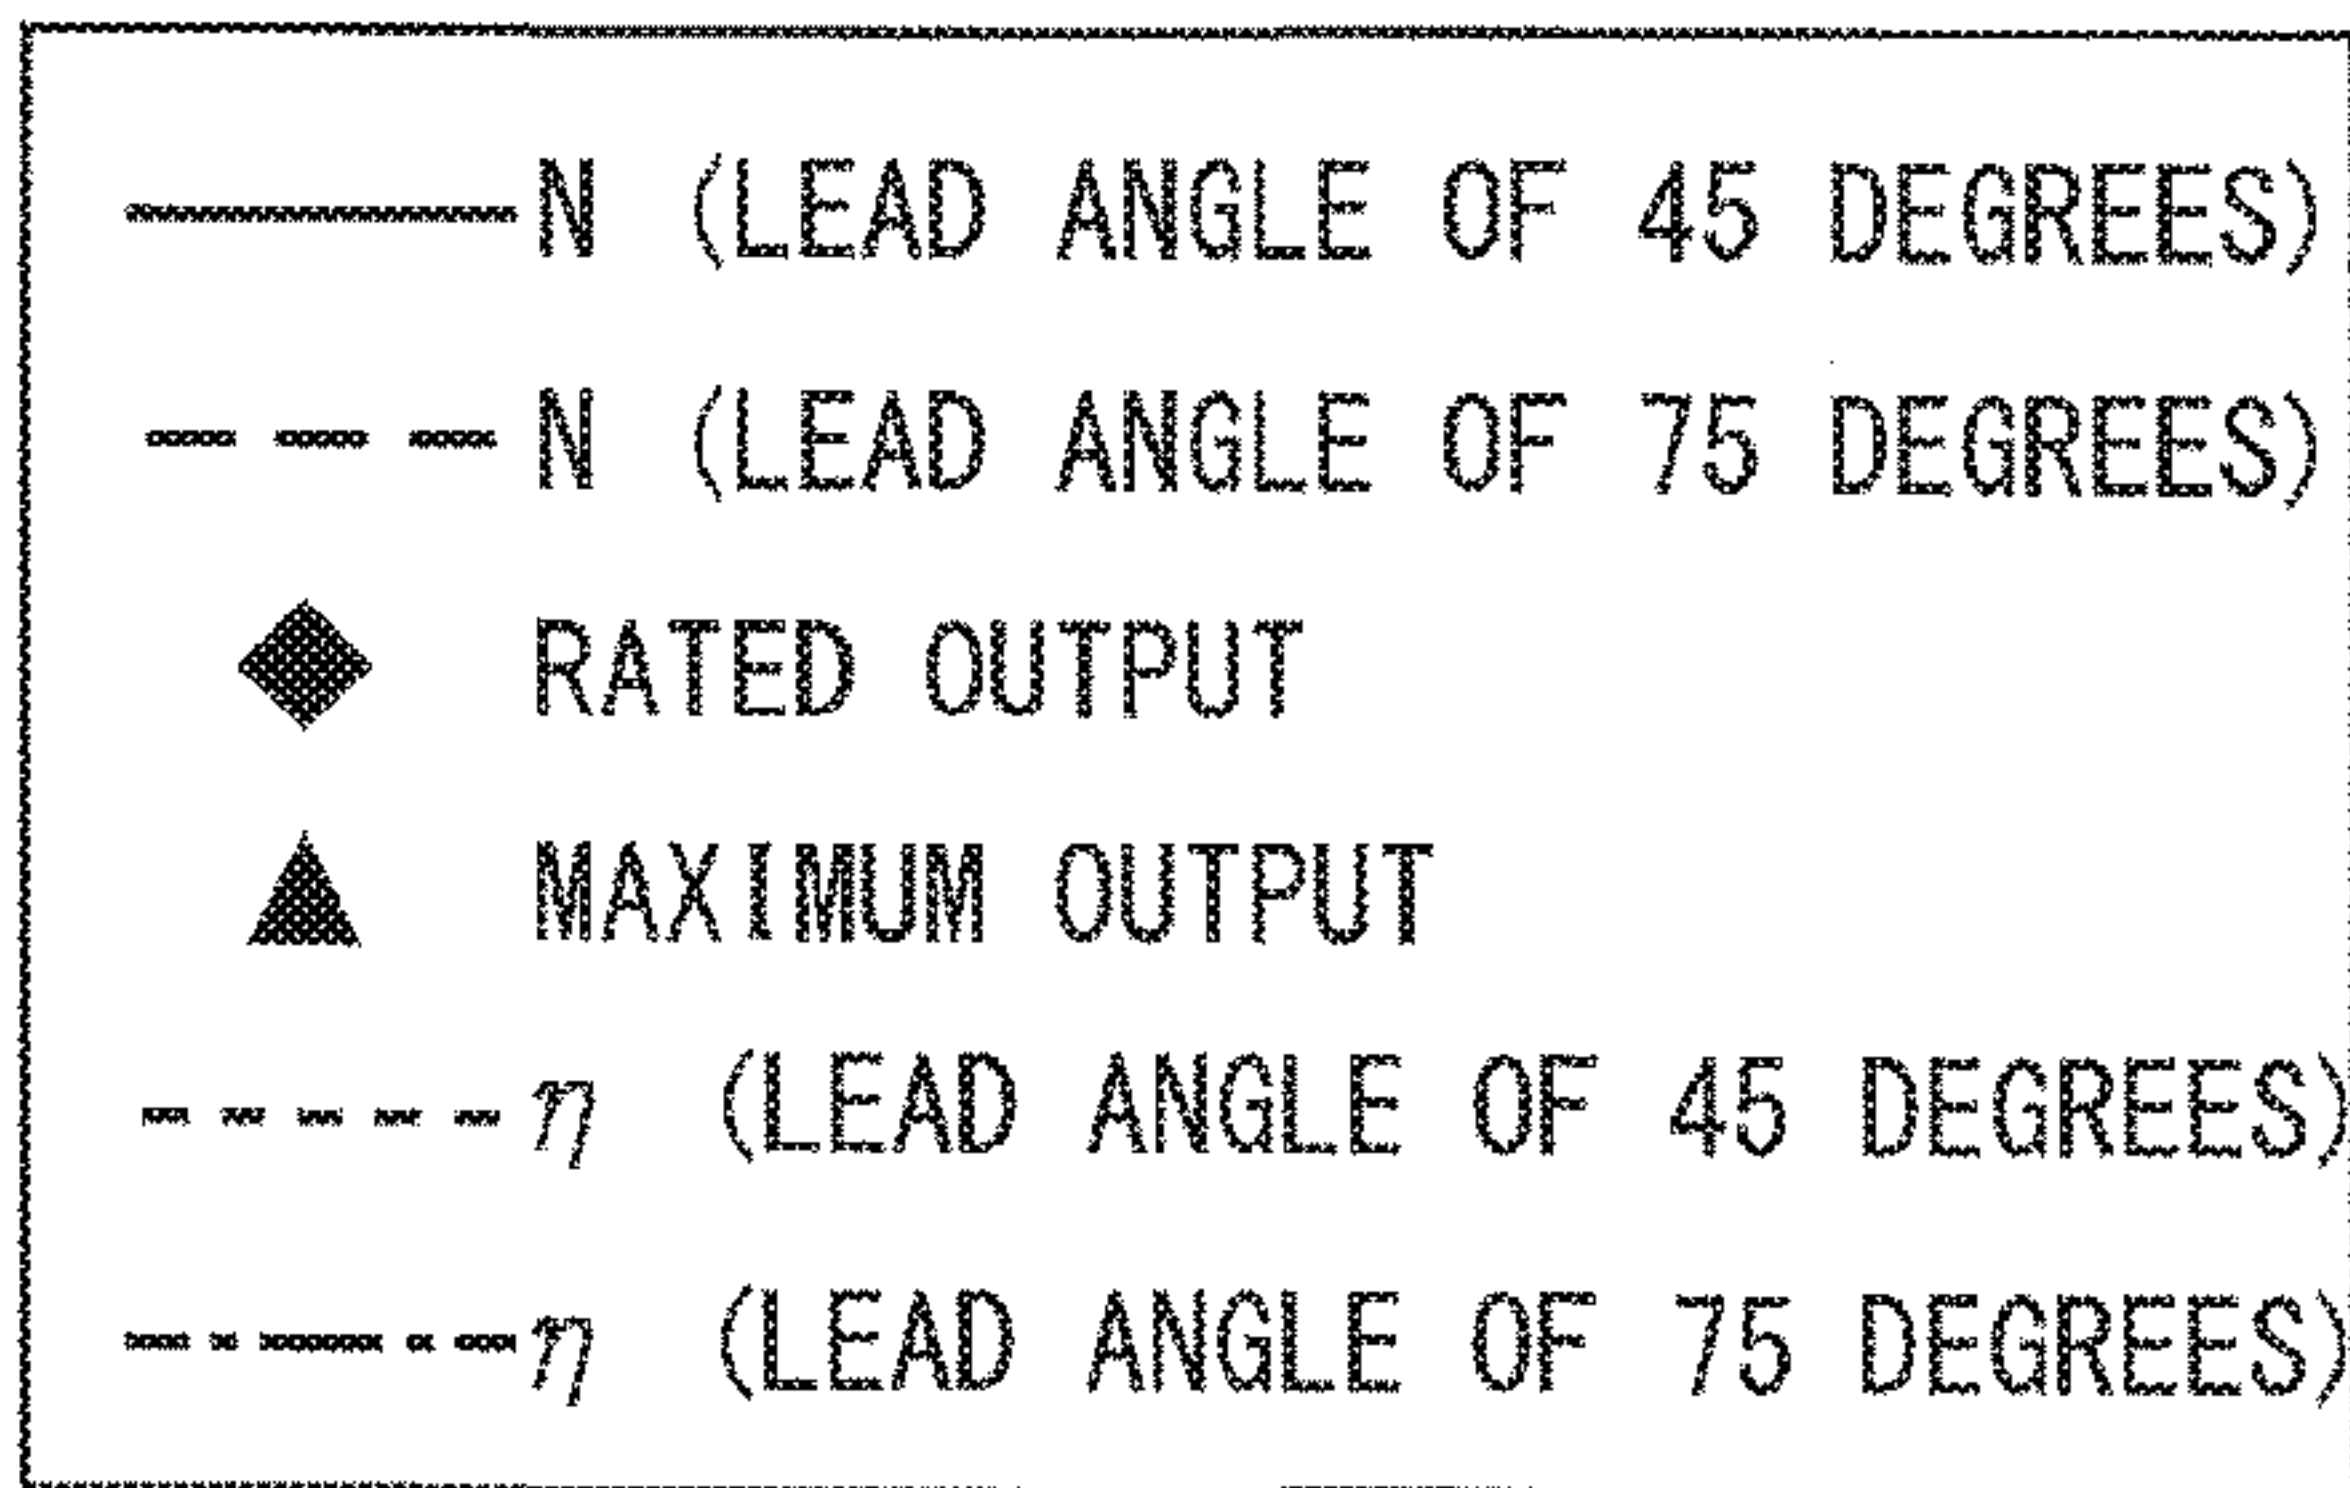 N (LEAD ANGLE OF 45 DEGREES)
N (LEAD ANGLE OF 75 DEGREES)
RATED OUTPUT
MAXIMUM OUTPUT
η (LEAD ANGLE OF 45 DEGREES)
η (LEAD ANGLE OF 75 DEGREES)